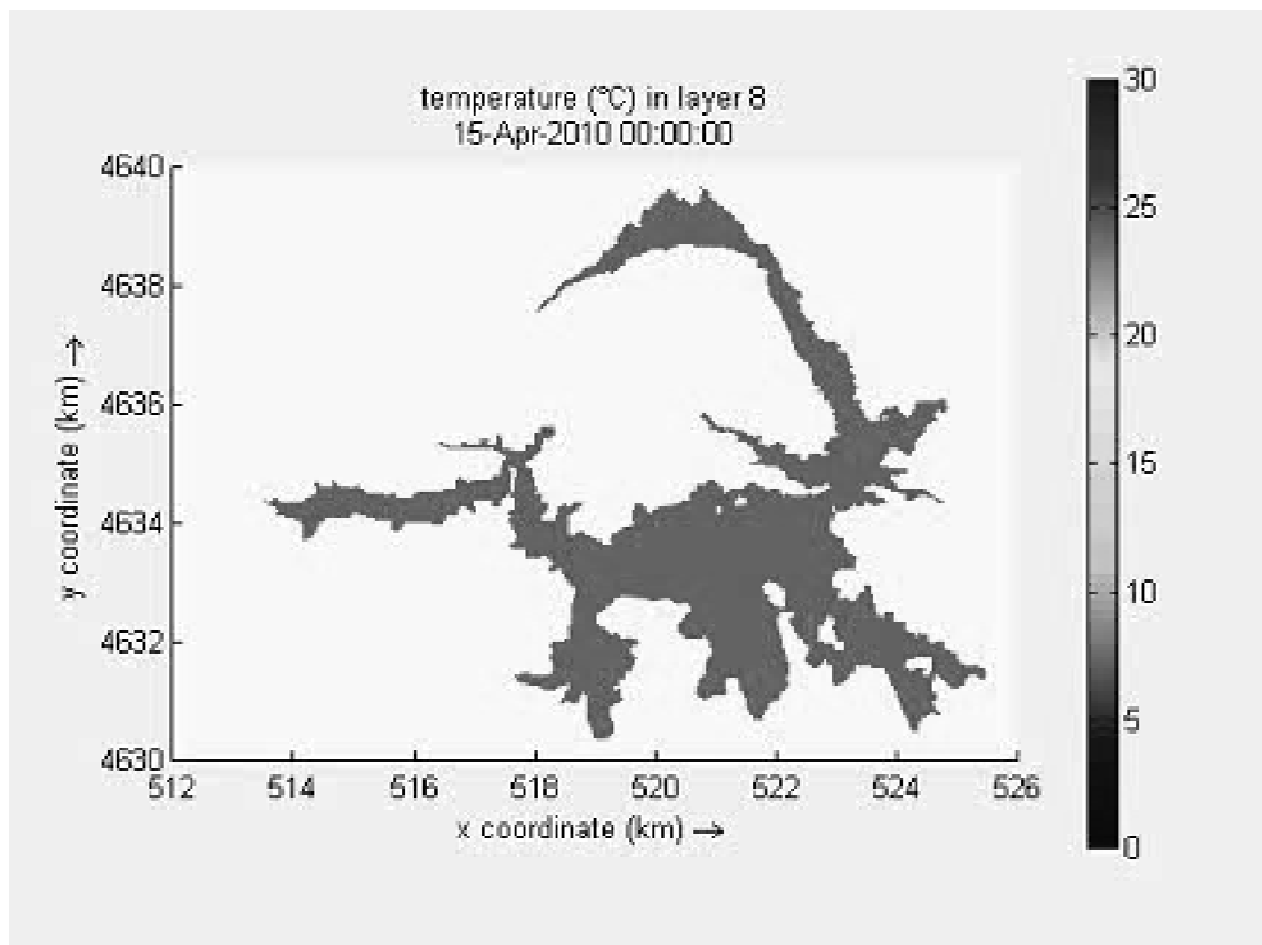 temperature (°C) in layer 8
15-Apr-2010 00:00:00
4640
4638
4636
4634
4632
4630
y coordinate (km) →
512 514 516 518 520 522 524 526
x coordinate (km) →
30
25
20
15
10
5
0